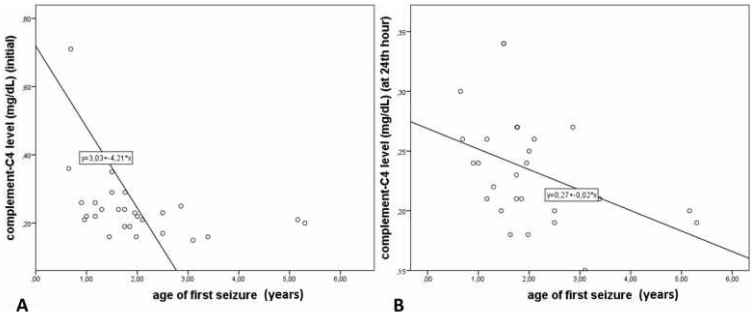 complement-C4 level (mg/dL) (initial)
,80
,60
,40
,20
y=3,03+-4,21*x
,00
1,00
2,00
3,00
4,00
5,00
6,00
age of first seizure (years)
A
complement-C4 level (mg/dL) (at 24th hour)
,35
,30
,25
,20
,15
y=0,27+-0,02*x
,00
1,00
2,00
3,00
4,00
5,00
6,00
age of first seizure (years)
B